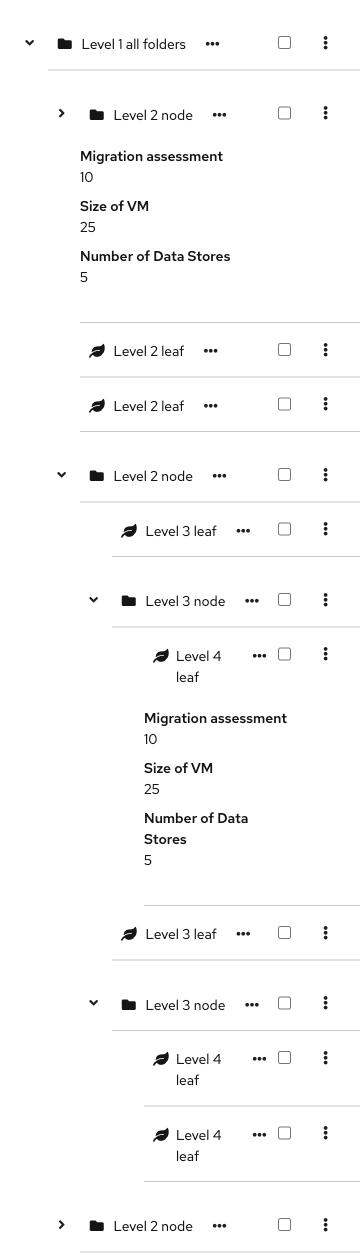 Level 1 all folders
Level 2 node
Migration assessment
10
Size of VM
25
Number of Data Stores
5
Level 2 leaf
Level 2 leaf
Level 2 node
Level 3 leaf
Level 3 node
Level 4
leaf
Migration assessment
10
Size of VM
25
Number of Data
Stores
5
Level 3 leaf
Level 3 node
Level 4
leaf
Level 4
leaf
Level 2 node